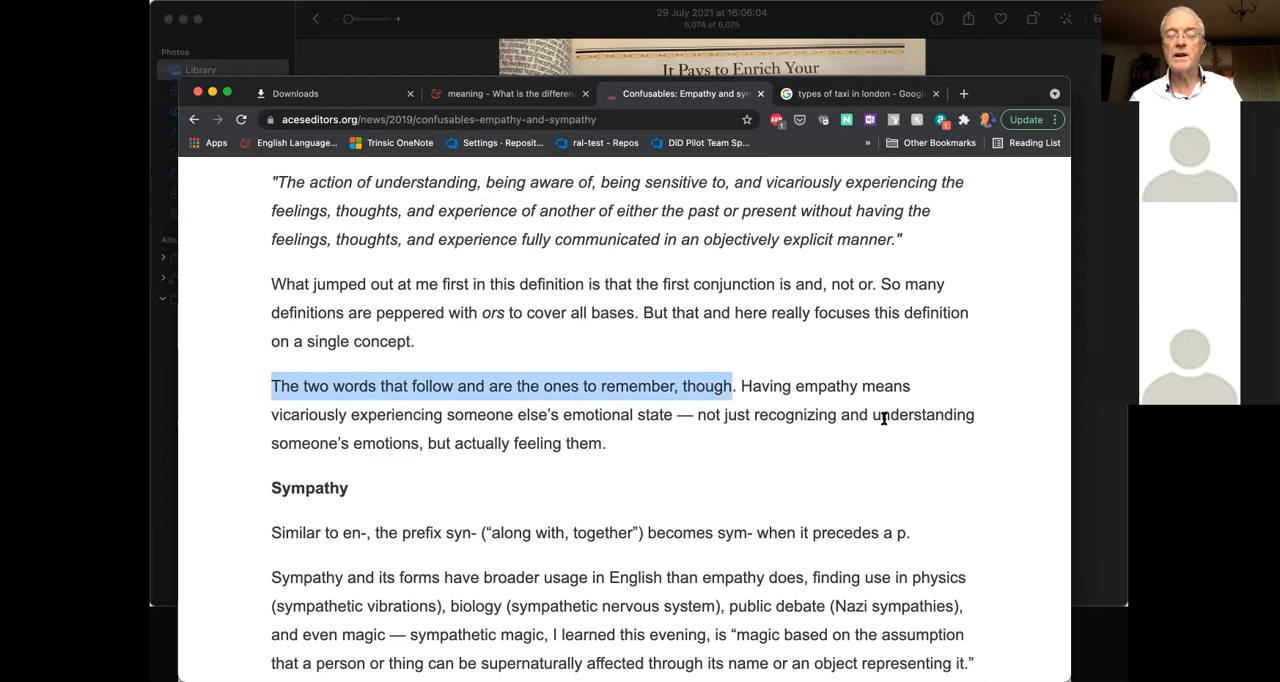 29 July 2021 at 16:06:04
6,074 of 6,075
Photos
Library
It Pays to Enrich Your
Downloads
meaning - What is the differen
Confusables: Empathy and sy
types of taxi in london - Googl
aceseditors.org/news/2019/confusables-empathy-and-sympathy
Update
Apps
English Language...
Trinsic OneNote
Settings · Reposit...
ral-test - Repos
DiD Pilot Team Sp...
»
Other Bookmarks
Reading List
"The action of understanding, being aware of, being sensitive to, and vicariously experiencing the
feelings, thoughts, and experience of another of either the past or present without having the
feelings, thoughts, and experience fully communicated in an objectively explicit manner."
What jumped out at me first in this definition is that the first conjunction is and, not or. So many
definitions are peppered with ors to cover all bases. But that and here really focuses this definition
on a single concept.
The two words that follow and are the ones to remember, though. Having empathy means
vicariously experiencing someone else's emotional state — not just recognizing and understanding
someone's emotions, but actually feeling them.
Sympathy
Similar to en-, the prefix syn- (“along with, together”) becomes sym- when it precedes a p.
Sympathy and its forms have broader usage in English than empathy does, finding use in physics
(sympathetic vibrations), biology (sympathetic nervous system), public debate (Nazi sympathies),
and even magic — sympathetic magic, I learned this evening, is “magic based on the assumption
that a person or thing can be supernaturally affected through its name or an object representing it.”